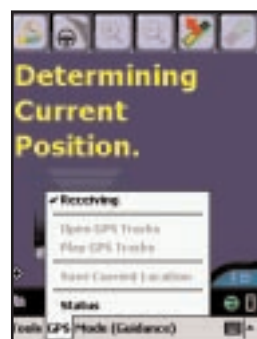 Determining
Current
Position.
Receiving
Open GPS Tracks
Play GPS Tracks
Save Current Location
Status
Tools GPS Mode (Guidance)